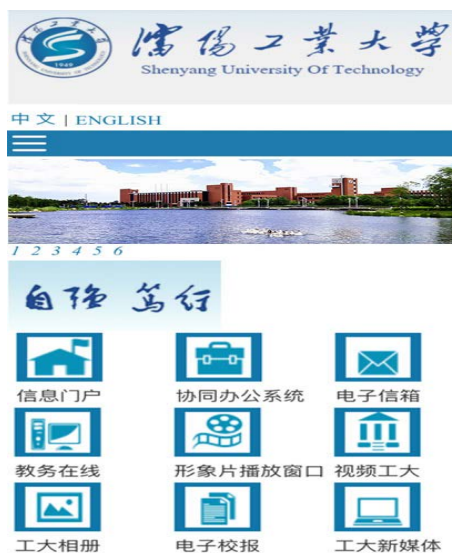 瀋陽工業大學
Shenyang University Of Technology
1949
中文 | ENGLISH
1 2 3 4 5 6
自强 笃行
信息门户
协同办公系统
电子信箱
教务在线
形象片播放窗口
视频工大
工大相册
电子校报
工大新媒体